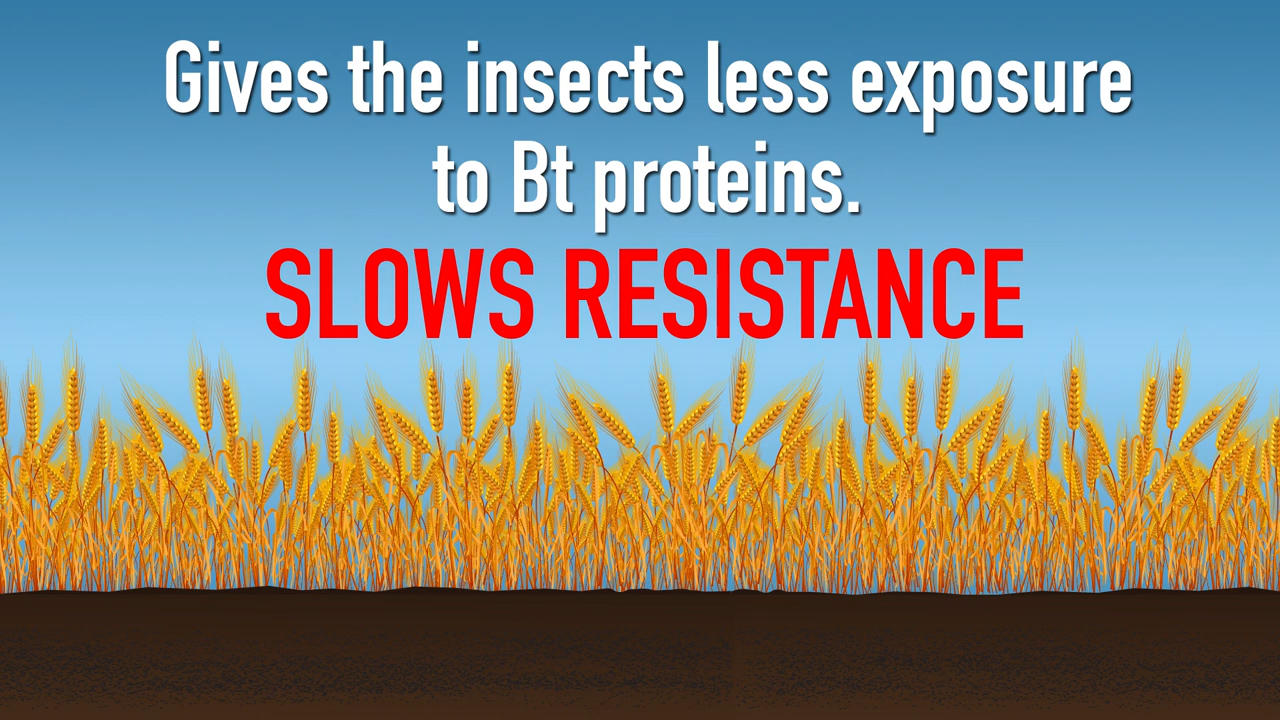 Gives the insects less exposure
to Bt proteins.
SLOWS RESISTANCE